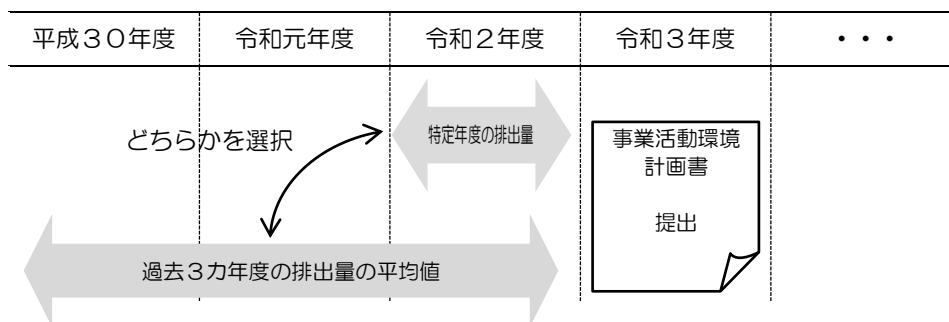 平成３０年度
令和元年度
令和２年度
令和３年度
・・・
どちらかを選択
特定年度の排出量
事業活動環境
計画書
提出
過去３カ年度の排出量の平均値